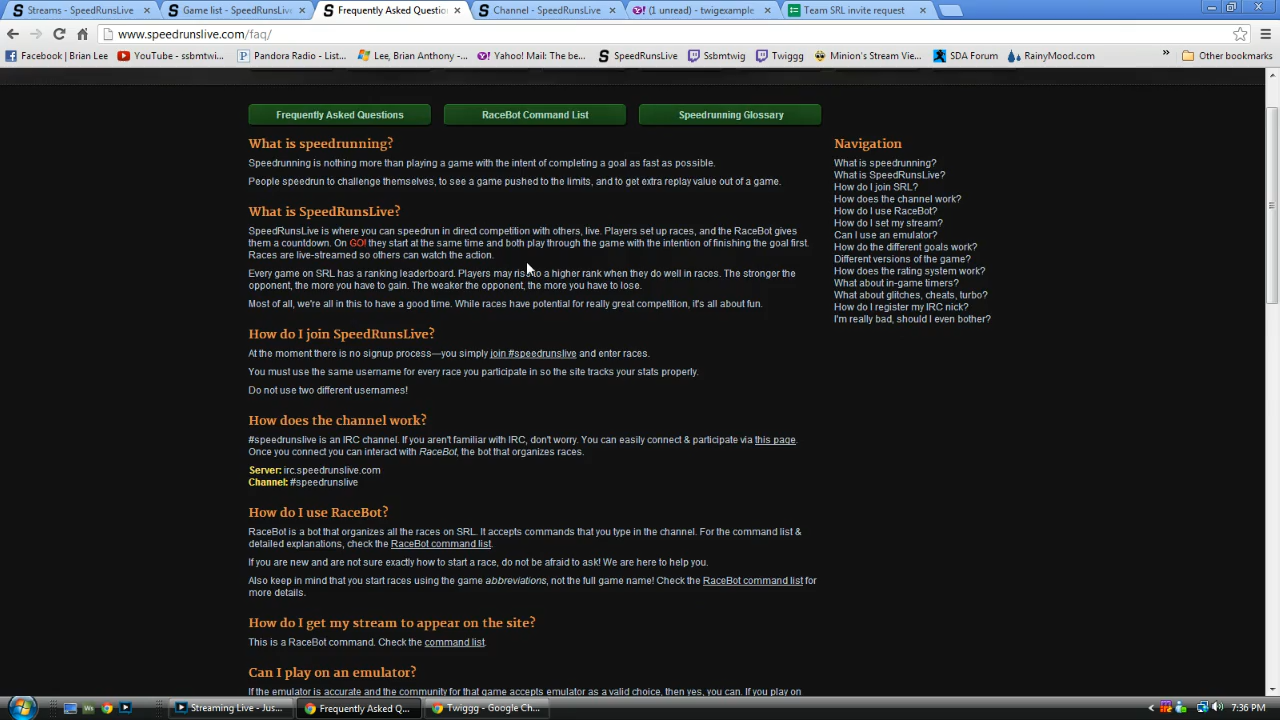 Streams - SpeedRunsLive
Game list - SpeedRunsLive
Frequently Asked Question
Channel - SpeedRunsLive
(1 unread) - twigexample
Team SRL invite request
www.speedrunslive.com/faq/
Facebook | Brian Lee
YouTube - ssbmtwi...
Pandora Radio - List...
Lee, Brian Anthony -...
Yahoo! Mail: The be...
SpeedRunsLive
Ssbmtwig
Twiggg
Minion's Stream Vie...
SDA Forum
RainyMood.com
»
Other bookmarks
Frequently Asked Questions
RaceBot Command List
Speedrunning Glossary
What is speedrunning?
Speedrunning is nothing more than playing a game with the intent of completing a goal as fast as possible.
People speedrun to challenge themselves, to see a game pushed to the limits, and to get extra replay value out of a game.
What is SpeedRunsLive?
SpeedRunsLive is where you can speedrun in direct competition with others, live. Players set up races, and the RaceBot gives
them a countdown. On GO! they start at the same time and both play through the game with the intention of finishing the goal first.
Races are live-streamed so others can watch the action.
Every game on SRL has a ranking leaderboard. Players may rise to a higher rank when they do well in races. The stronger the
opponent, the more you have to gain. The weaker the opponent, the more you have to lose.
Most of all, we're all in this to have a good time. While races have potential for really great competition, it's all about fun.
How do I join SpeedRunsLive?
At the moment there is no signup process—you simply join #speedrunslive and enter races.
You must use the same username for every race you participate in so the site tracks your stats properly.
Do not use two different usernames!
How does the channel work?
#speedrunslive is an IRC channel. If you aren't familiar with IRC, don't worry. You can easily connect & participate via this page.
Once you connect you can interact with RaceBot, the bot that organizes races.
Server: irc.speedrunslive.com
Channel: #speedrunslive
How do I use RaceBot?
RaceBot is a bot that organizes all the races on SRL. It accepts commands that you type in the channel. For the command list &
detailed explanations, check the RaceBot command list.
If you are new and are not sure exactly how to start a race, do not be afraid to ask! We are here to help you.
Also keep in mind that you start races using the game abbreviations, not the full game name! Check the RaceBot command list for
more details.
How do I get my stream to appear on the site?
This is a RaceBot command. Check the command list.
Can I play on an emulator?
If the emulator is accurate and the community for that game accepts emulator as a valid choice, then yes, you can. If you play on
Navigation
What is speedrunning?
What is SpeedRunsLive?
How do I join SRL?
How does the channel work?
How do I use RaceBot?
How do I set my stream?
Can I use an emulator?
How do the different goals work?
Different versions of the game?
How does the rating system work?
What about in-game timers?
What about glitches, cheats, turbo?
How do I register my IRC nick?
I'm really bad, should I even bother?
Streaming Live - Jus...
Frequently Asked Q...
Twiggg - Google Ch...
7:36 PM